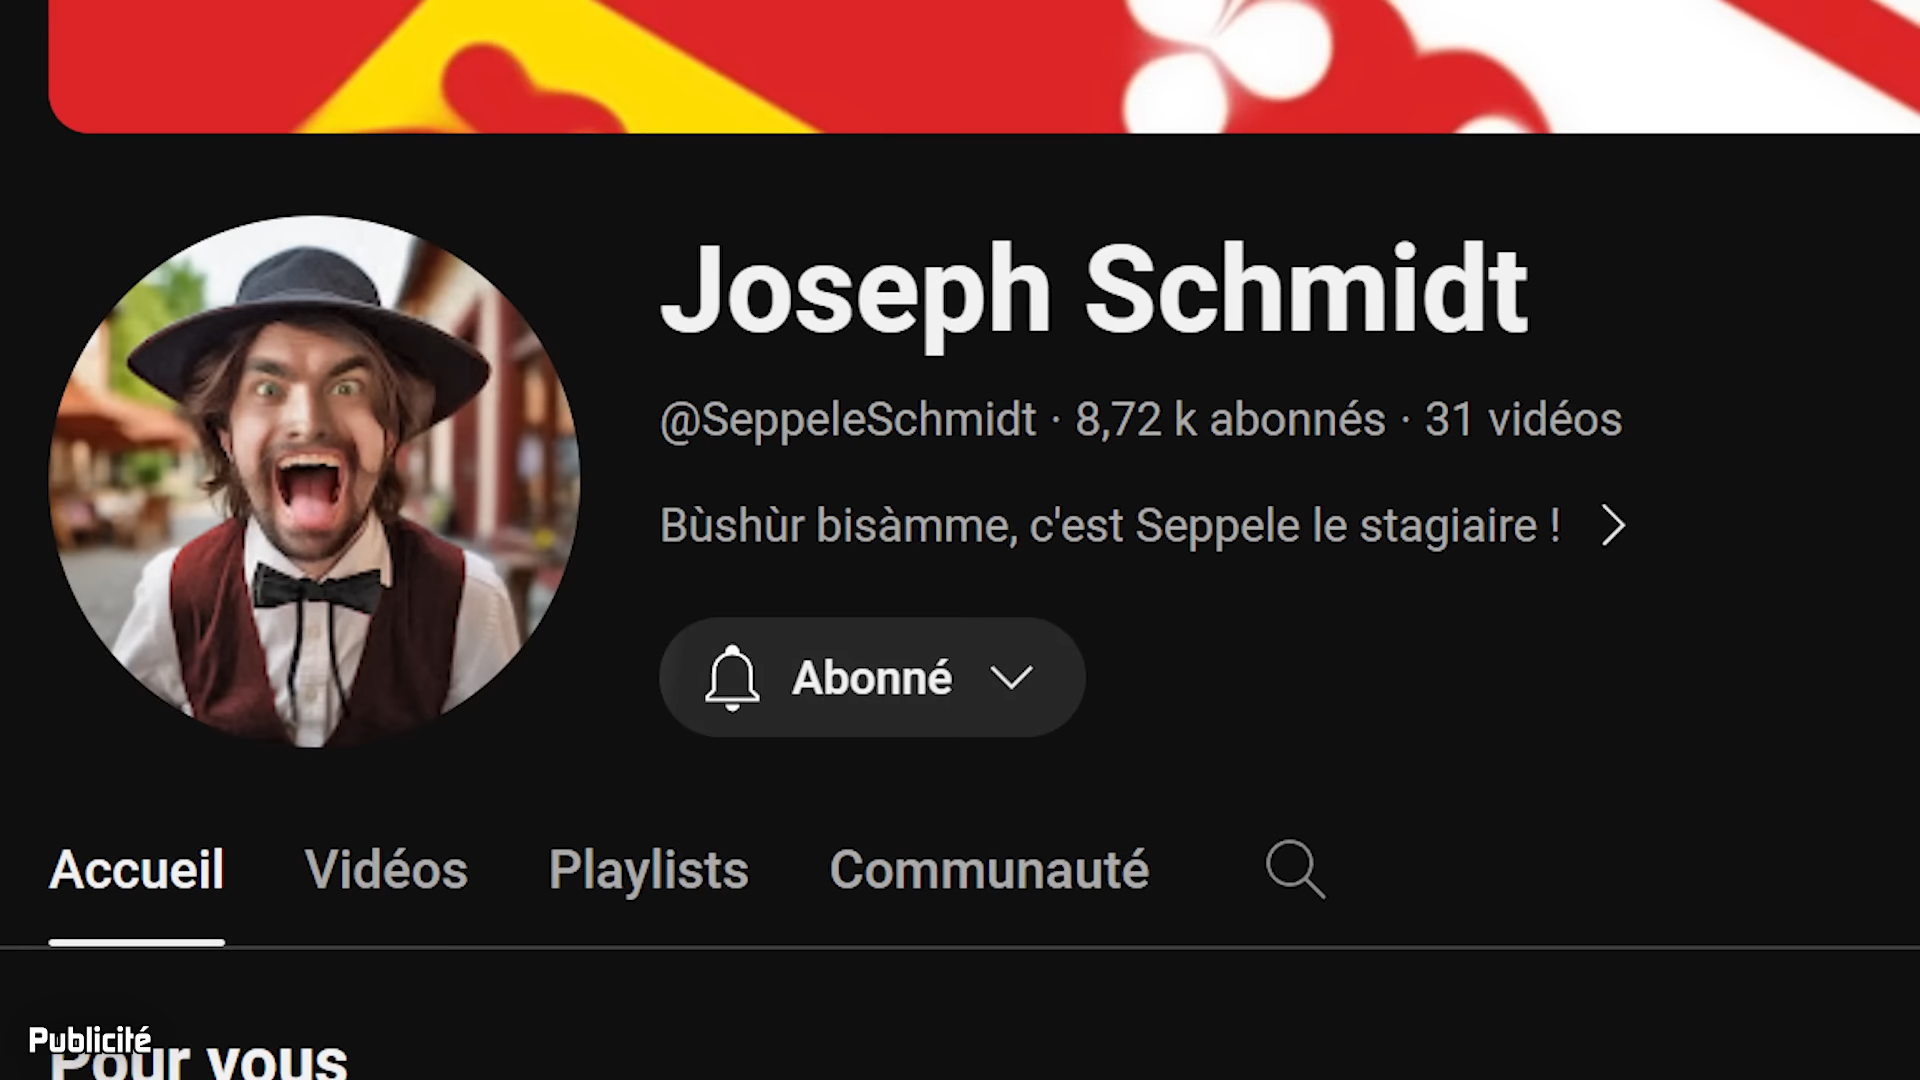 Joseph Schmidt
@SeppeleSchmidt · 8,72 k abonnés · 31 vidéos
Bùshùr bisàmme, c'est Seppele le stagiaire !
Abonné
Accueil Vidéos Playlists Communauté
Publicité
Pour vous